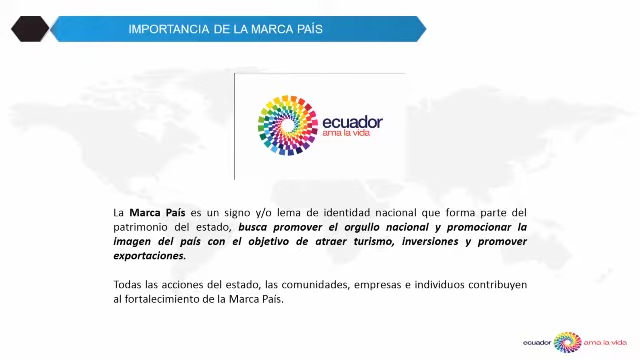 IMPORTANCIA DE LA MARCA PAÍS
ecuador
ama la vida
La Marca País es un signo y/o lema de identidad nacional que forma parte del
patrimonio del estado, busca promover el orgullo nacional y promocionar la
imagen del país con el objetivo de atraer turismo, inversiones y promover
exportaciones.
Todas las acciones del estado, las comunidades, empresas e individuos contribuyen
al fortalecimiento de la Marca País.
ecuador ama la vida